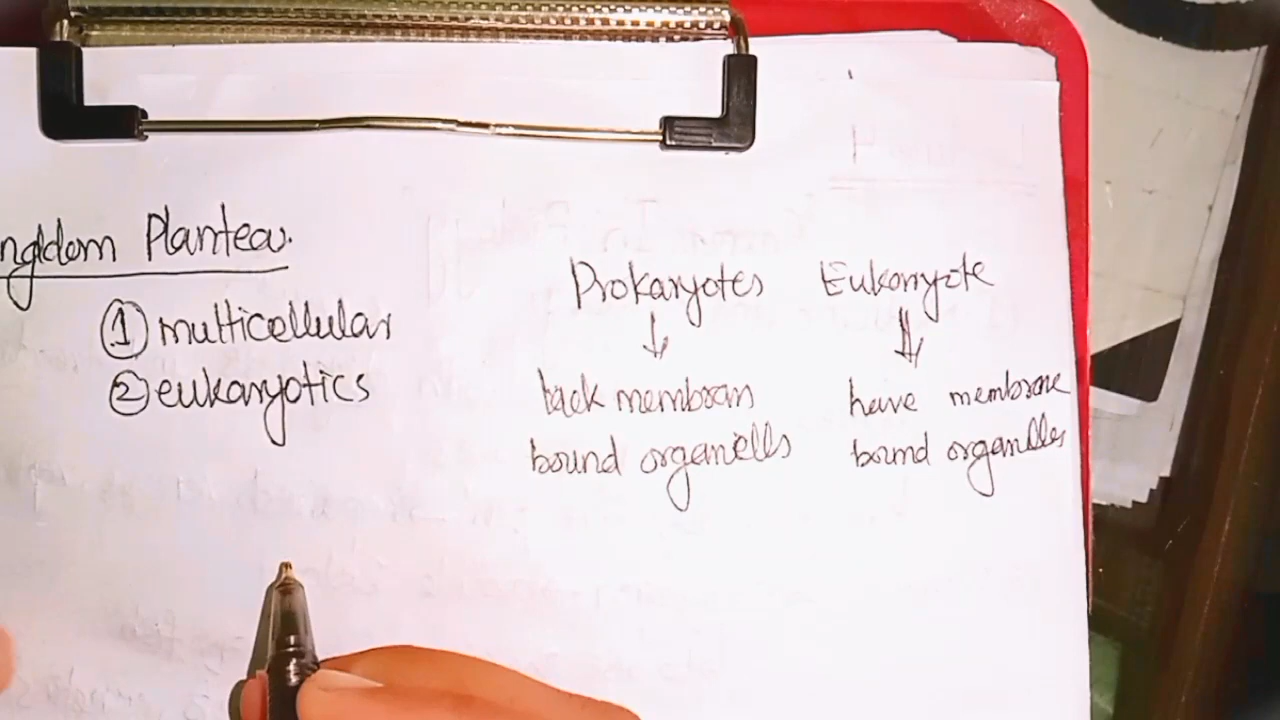 ngdom Plantea.
① multicellular
② eukaryotics
Prokaryotes
lack membran
bound organells
Eukaryote
have membrane
bound organelles